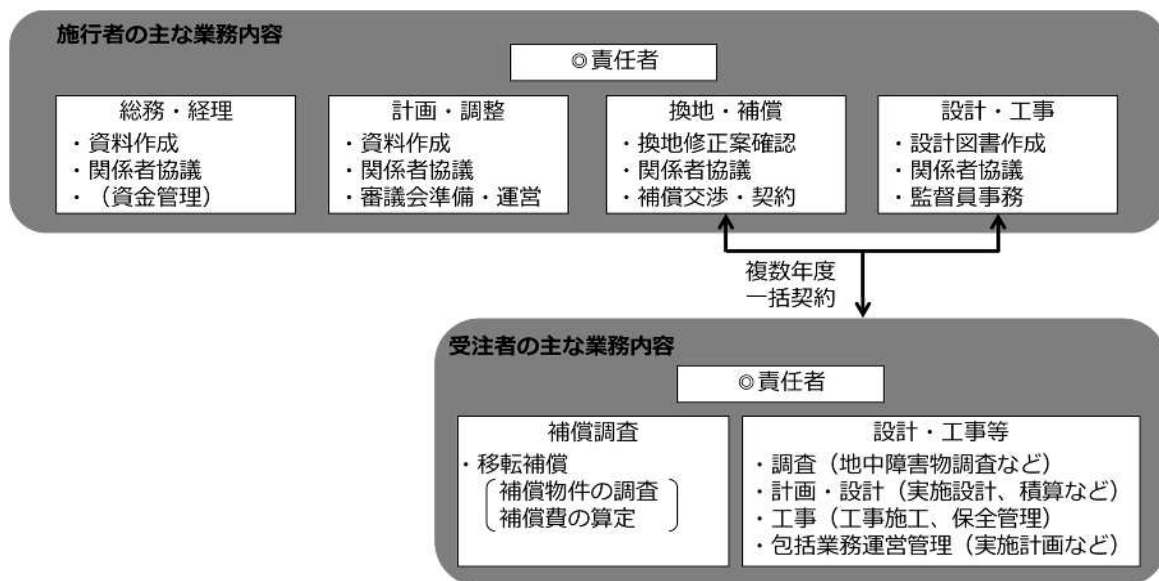 施行者の主な業務内容
◎責任者
総務・経理
・資料作成
・関係者協議
・（資金管理）
計画・調整
・資料作成
・関係者協議
・審議会準備・運営
換地・補償
・換地修正案確認
・関係者協議
・補償交渉・契約
設計・工事
・設計図書作成
・関係者協議
・監督員事務
複数年度
一括契約
受注者の主な業務内容
◎責任者
補償調査
・移転補償
補償物件の調査
補償費の算定
設計・工事等
・調査（地中障害物調査など）
・計画・設計（実施設計、積算など）
・工事（工事施工、保全管理）
・包括業務運営管理（実施計画など）